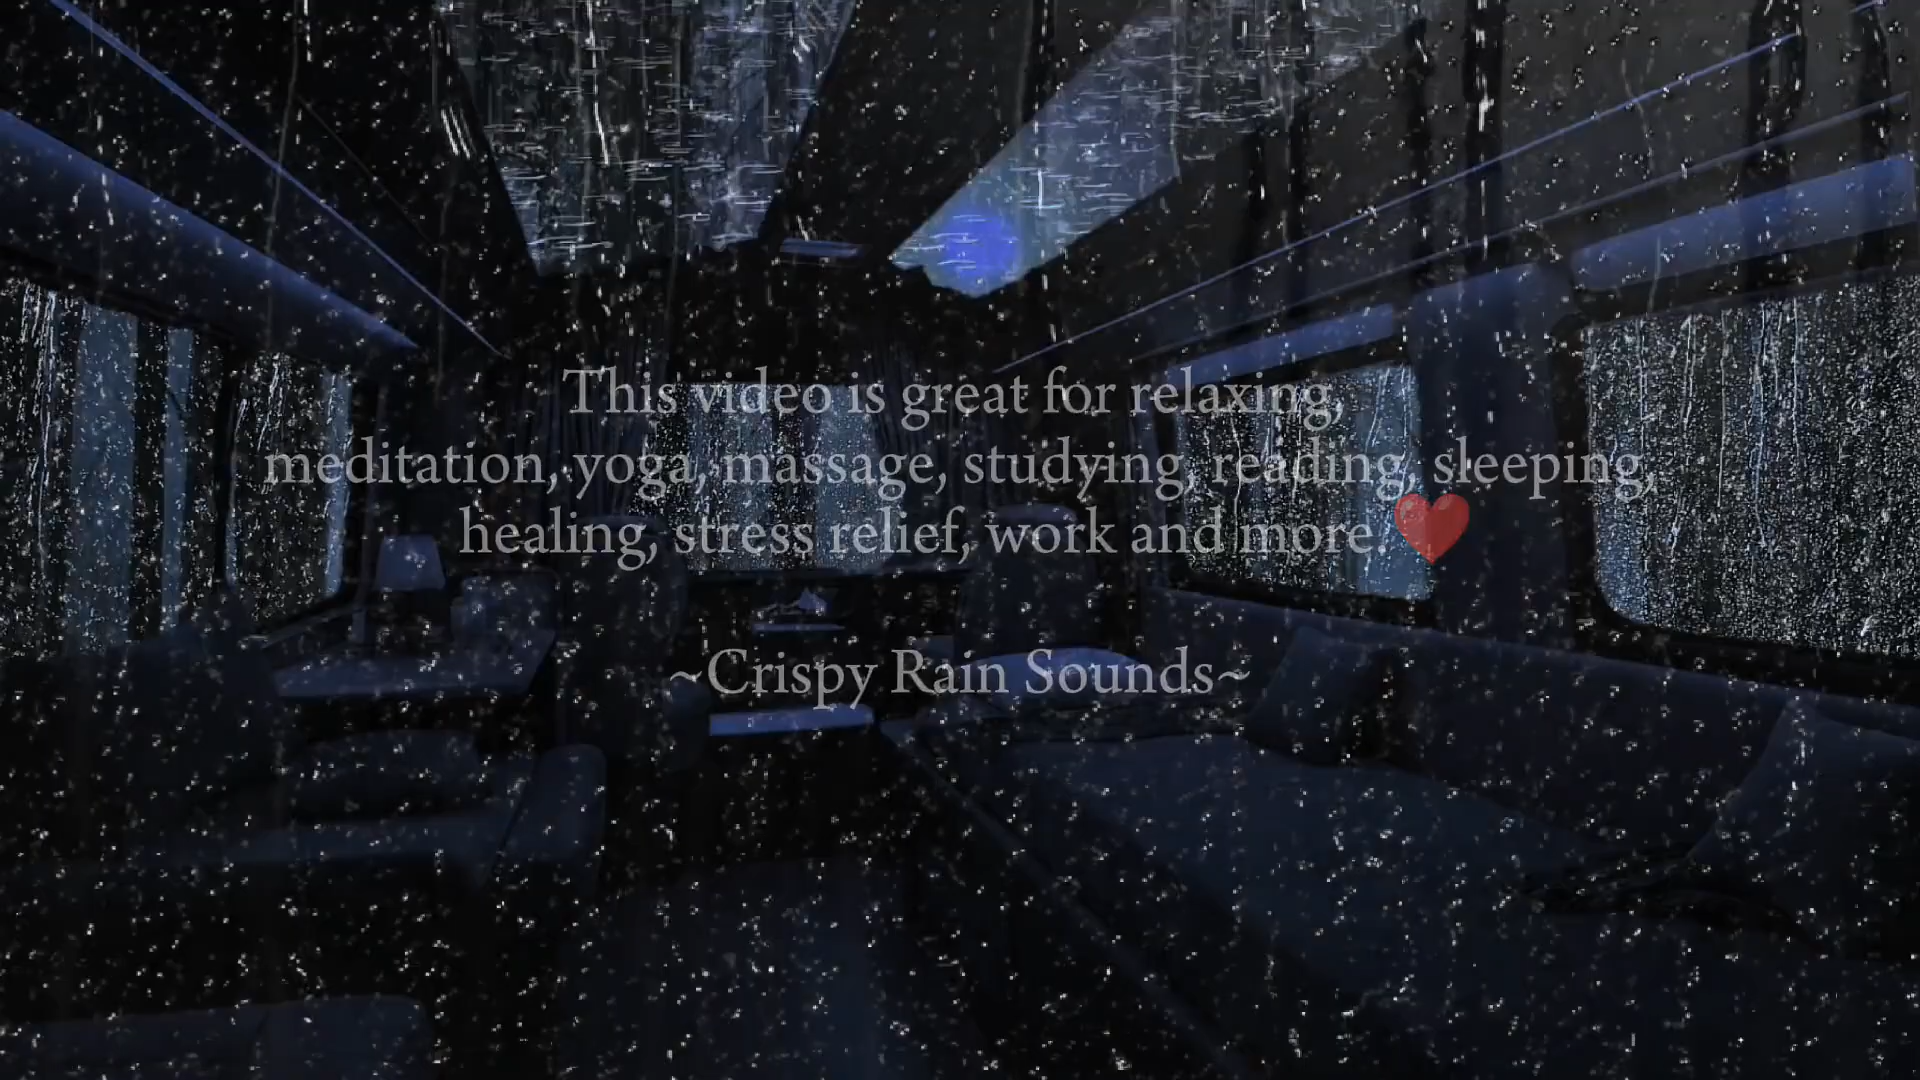 This video is great for relaxing,
meditation, yoga, massage, studying, reading, sleeping,
healing, stress relief, work and more.❤️
~Crispy Rain Sounds~